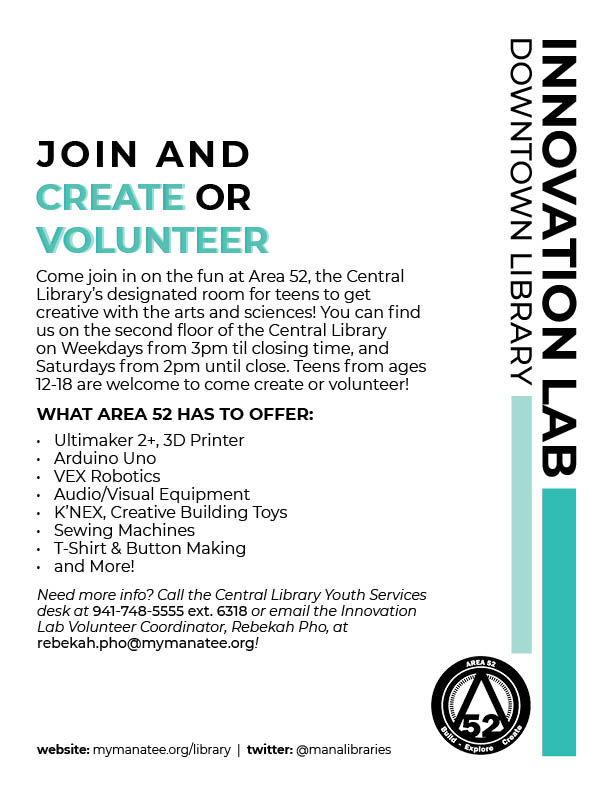 INNOVATION LAB
DOWNTOWN LIBRARY
JOIN AND
CREATE OR
VOLUNTEER
Come join in on the fun at Area 52, the Central
Library's designated room for teens to get
creative with the arts and sciences! You can find
us on the second floor of the Central Library
on Weekdays from 3pm til closing time, and
Saturdays from 2pm until close. Teens from ages
12-18 are welcome to come create or volunteer!
WHAT AREA 52 HAS TO OFFER:
• Ultimaker 2+, 3D Printer
• Arduino Uno
• VEX Robotics
• Audio/Visual Equipment
• K'NEX, Creative Building Toys
• Sewing Machines
• T-Shirt & Button Making
• and More!
Need more info? Call the Central Library Youth Services
desk at 941-748-5555 ext. 6318 or email the Innovation
Lab Volunteer Coordinator, Rebekah Pho, at
rebekah.pho@mymanatee.org!
AREA 52
52
Build - Explore - Create
website: mymanatee.org/library | twitter: @manalibraries